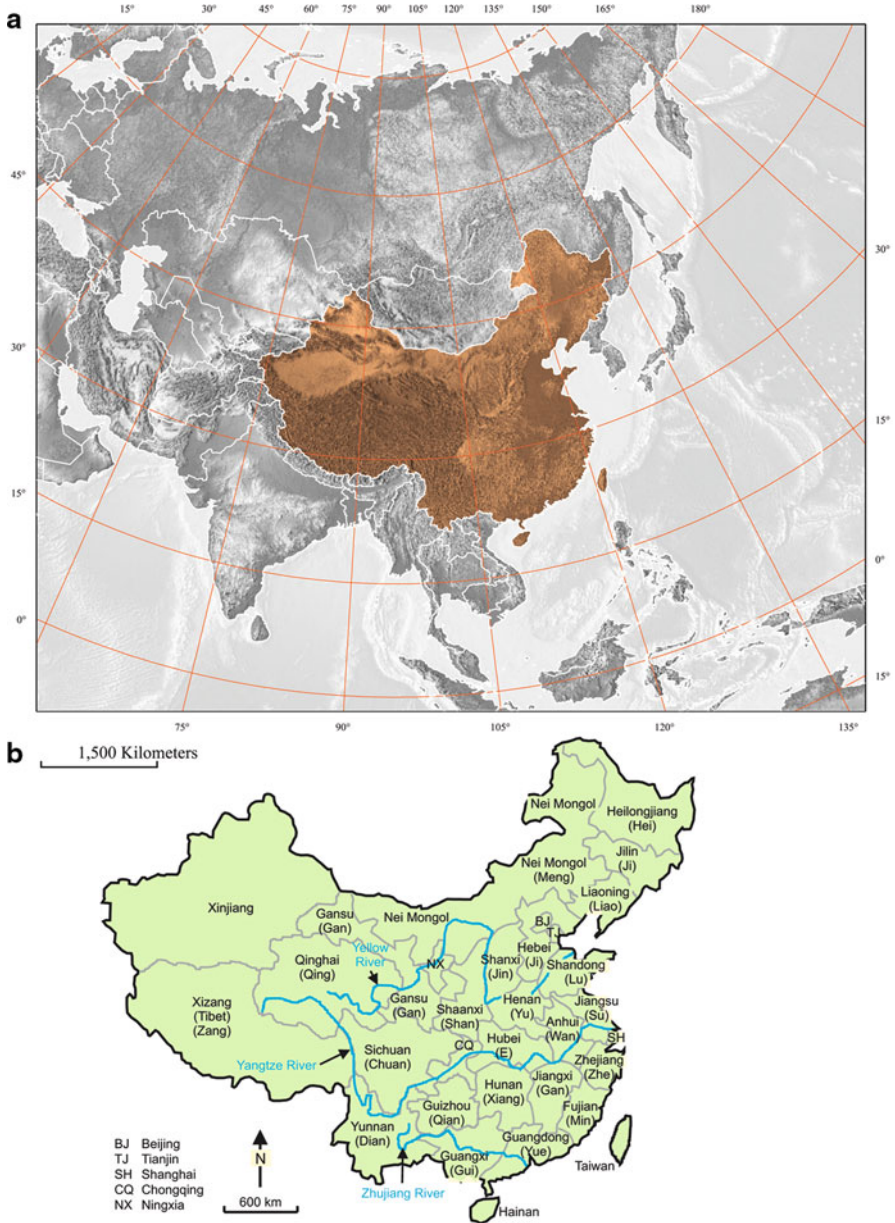 a
15° 30° 45° 60° 75° 90° 105° 120° 135° 150° 165° 180°
45°
30°
30°
15°
15°
0°
0°
15°
75° 90° 105° 120° 135°
b
1,500 Kilometers
Nei Mongol
Heilongjiang
(Hei)
Jilin
(Ji)
Nei Mongol
(Meng)
Liaoning
(Liao)
Xinjiang
Gansu
(Gan)
Nei Mongol
BJ
TJ
Yellow
River
Qinghai
(Qing)
NX
Shanxi
(Jin)
Hebei
(Ji)
Shandong
(Lu)
Xizang
(Tibet)
(Zang)
Gansu
(Gan)
Shaanxi
(Shan)
Henan
(Yu)
Jiangsu
(Su)
Anhui
(Wan)
SH
Yangtze River
Sichuan
(Chuan)
CQ
Hubei
(E)
Zhejiang
(Zhe)
Hunan
(Xiang)
Jiangxi
(Gan)
Guizhou
(Qian)
Fujian
(Min)
Yunnan
(Dian)
Guangxi
(Gui)
Guangdong
(Yue)
Taiwan
Zhujiang River
Hainan
BJ Beijing
TJ Tianjin
SH Shanghai
CQ Chongqing
NX Ningxia
N
600 km